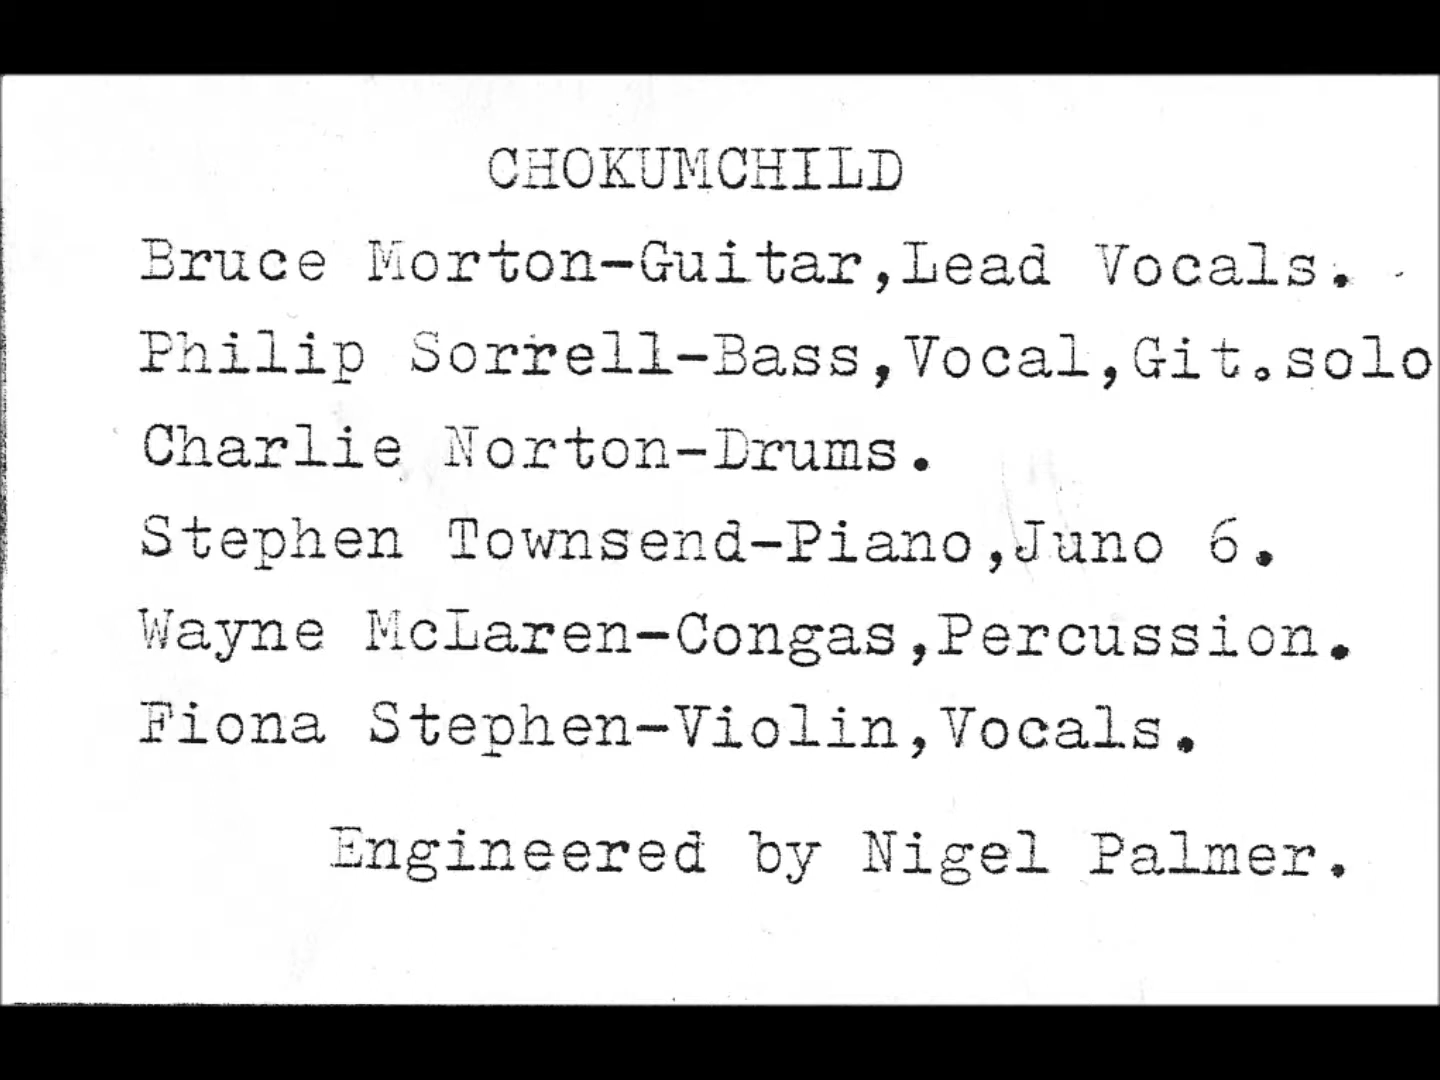 CHOKUMCHILD
Bruce Morton-Guitar,Lead Vocals.
Philip Sorrell-Bass,Vocal,Git.solo
Charlie Norton-Drums.
Stephen Townsend-Piano,Juno 6.
Wayne McLaren-Congas,Percussion.
Fiona Stephen-Violin,Vocals.
Engineered by Nigel Palmer.